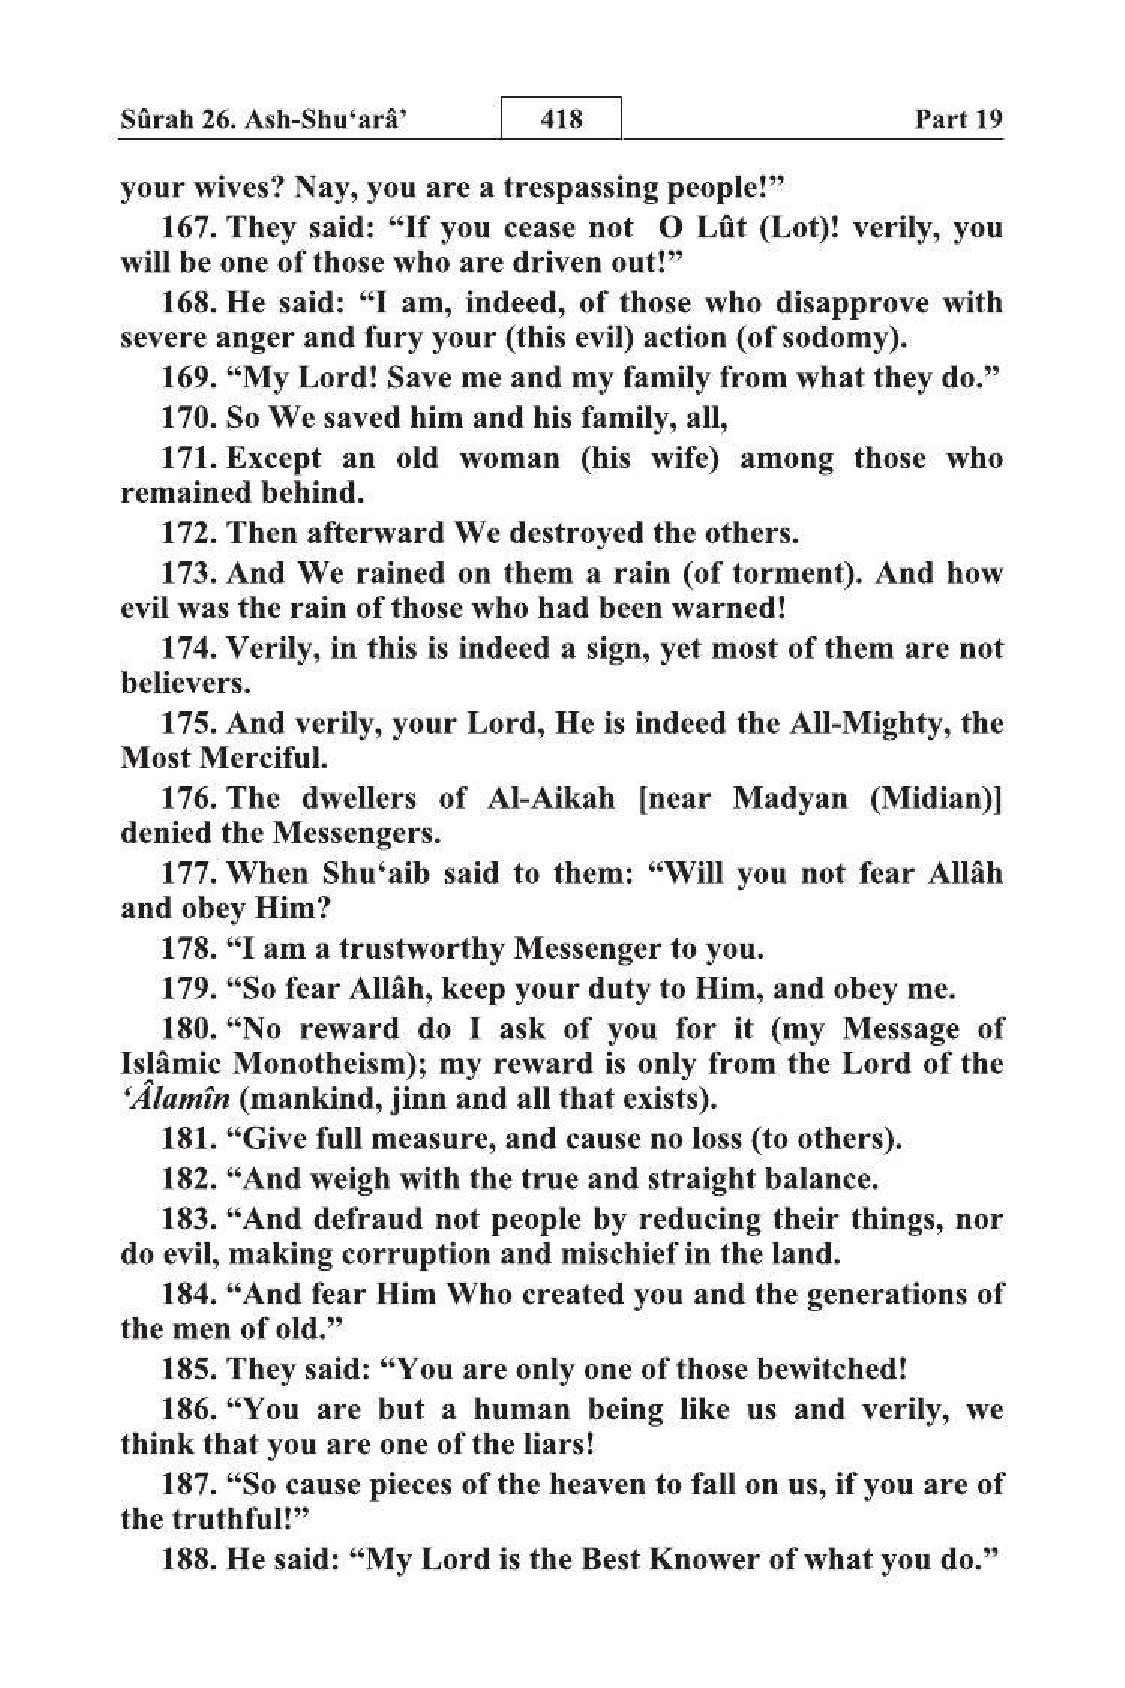 Sûrah 26. Ash-Shu‘arâ’ 418 Part 19
your wives? Nay, you are a trespassing people!”
167. They said: “If you cease not O Lût (Lot)! verily, you
will be one of those who are driven out!”
168. He said: “I am, indeed, of those who disapprove with
severe anger and fury your (this evil) action (of sodomy).
169. “My Lord! Save me and my family from what they do.”
170. So We saved him and his family, all,
171. Except an old woman (his wife) among those who
remained behind.
172. Then afterward We destroyed the others.
173. And We rained on them a rain (of torment). And how
evil was the rain of those who had been warned!
174. Verily, in this is indeed a sign, yet most of them are not
believers.
175. And verily, your Lord, He is indeed the All-Mighty, the
Most Merciful.
176. The dwellers of Al-Aikah [near Madyan (Midian)]
denied the Messengers.
177. When Shu‘aib said to them: “Will you not fear Allâh
and obey Him?
178. “I am a trustworthy Messenger to you.
179. “So fear Allâh, keep your duty to Him, and obey me.
180. “No reward do I ask of you for it (my Message of
Islâmic Monotheism); my reward is only from the Lord of the
‘Âlamîn (mankind, jinn and all that exists).
181. “Give full measure, and cause no loss (to others).
182. “And weigh with the true and straight balance.
183. “And defraud not people by reducing their things, nor
do evil, making corruption and mischief in the land.
184. “And fear Him Who created you and the generations of
the men of old.”
185. They said: “You are only one of those bewitched!
186. “You are but a human being like us and verily, we
think that you are one of the liars!
187. “So cause pieces of the heaven to fall on us, if you are of
the truthful!”
188. He said: “My Lord is the Best Knower of what you do.”